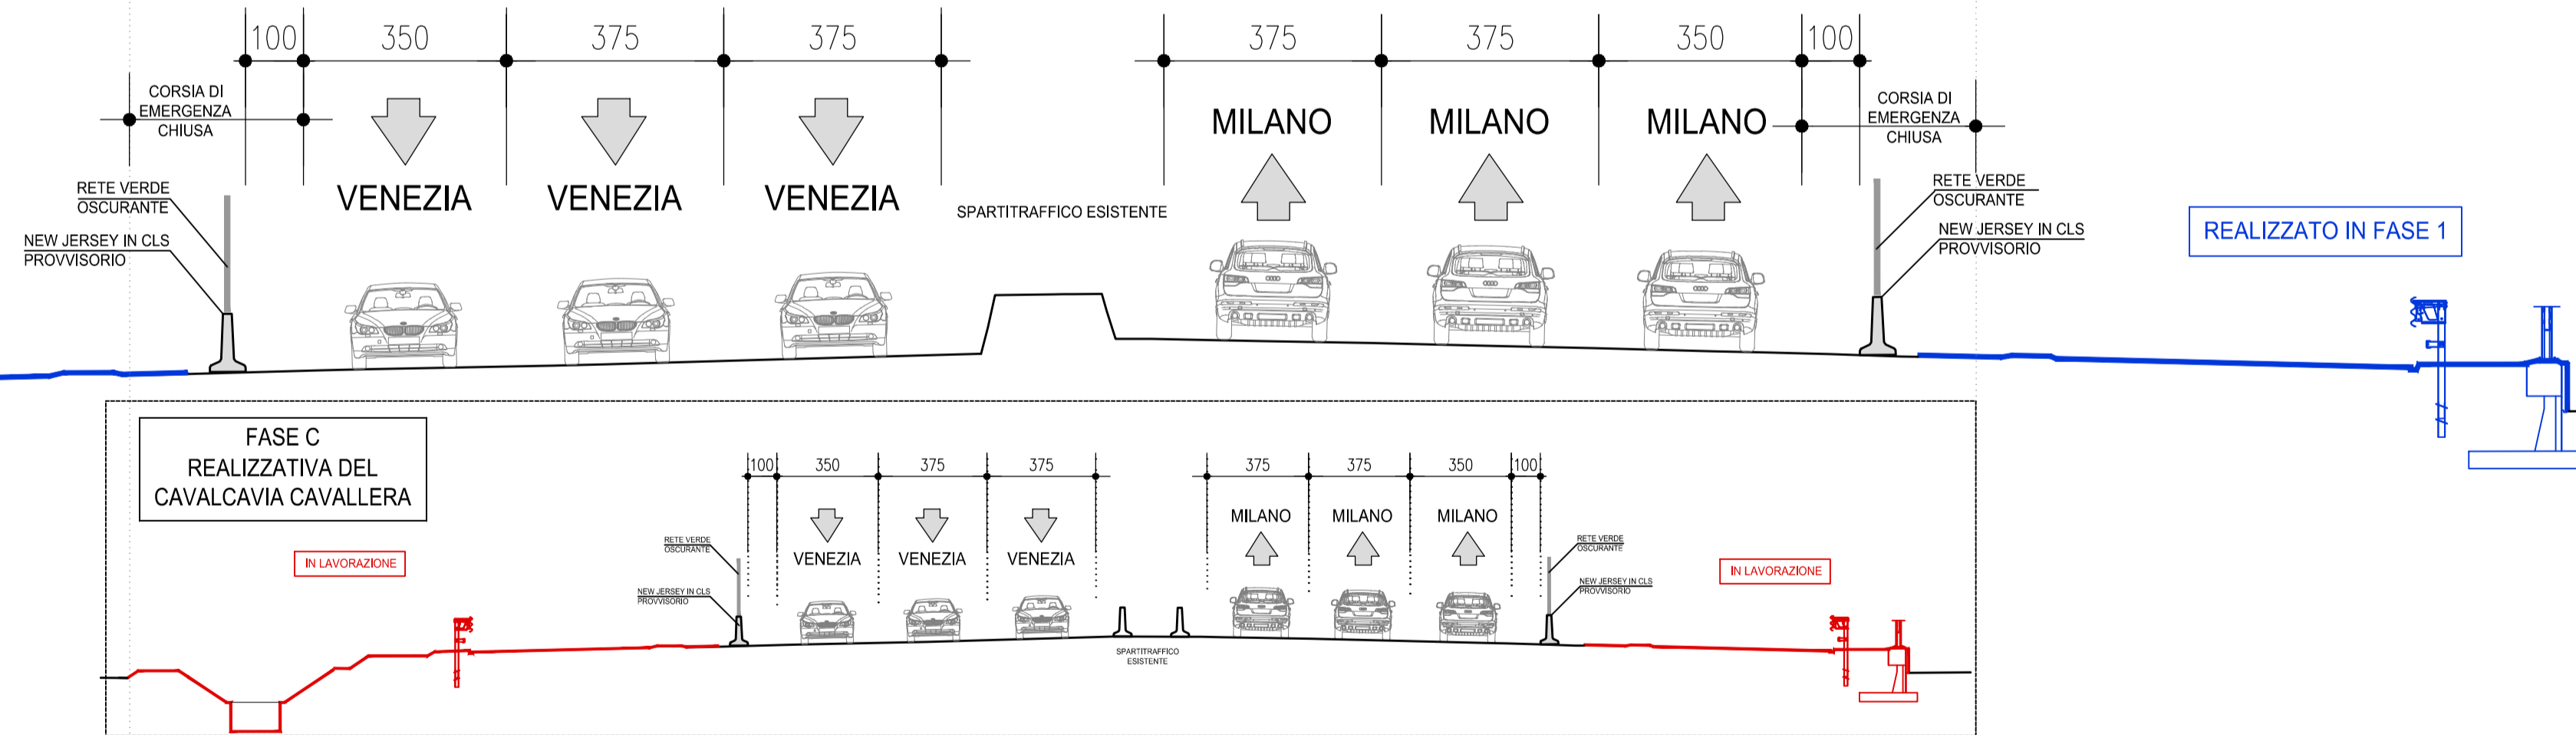 100 350 375 375 375 375 350 100
CORSIA DI
EMERGENZA
CHIUSA
MILANO MILANO MILANO
CORSIA DI
EMERGENZA
CHIUSA
RETE VERDE
OSCURANTE
VENEZIA VENEZIA VENEZIA
SPARTITRAFFICO ESISTENTE
RETE VERDE
OSCURANTE
NEW JERSEY IN CLS
PROVVISORIO
NEW JERSEY IN CLS
PROVVISORIO
REALIZZATO IN FASE 1
FASE C
REALIZZATIVA DEL
CAVALCAVIA CAVALLERA
100 350 375 375 375 375 350 100
MILANO MILANO MILANO
RETE VERDE
OSCURANTE
VENEZIA VENEZIA VENEZIA
RETE VERDE
OSCURANTE
IN LAVORAZIONE
IN LAVORAZIONE
NEW JERSEY IN CLS
PROVVISORIO
NEW JERSEY IN CLS
PROVVISORIO
SPARTITRAFFICO
ESISTENTE